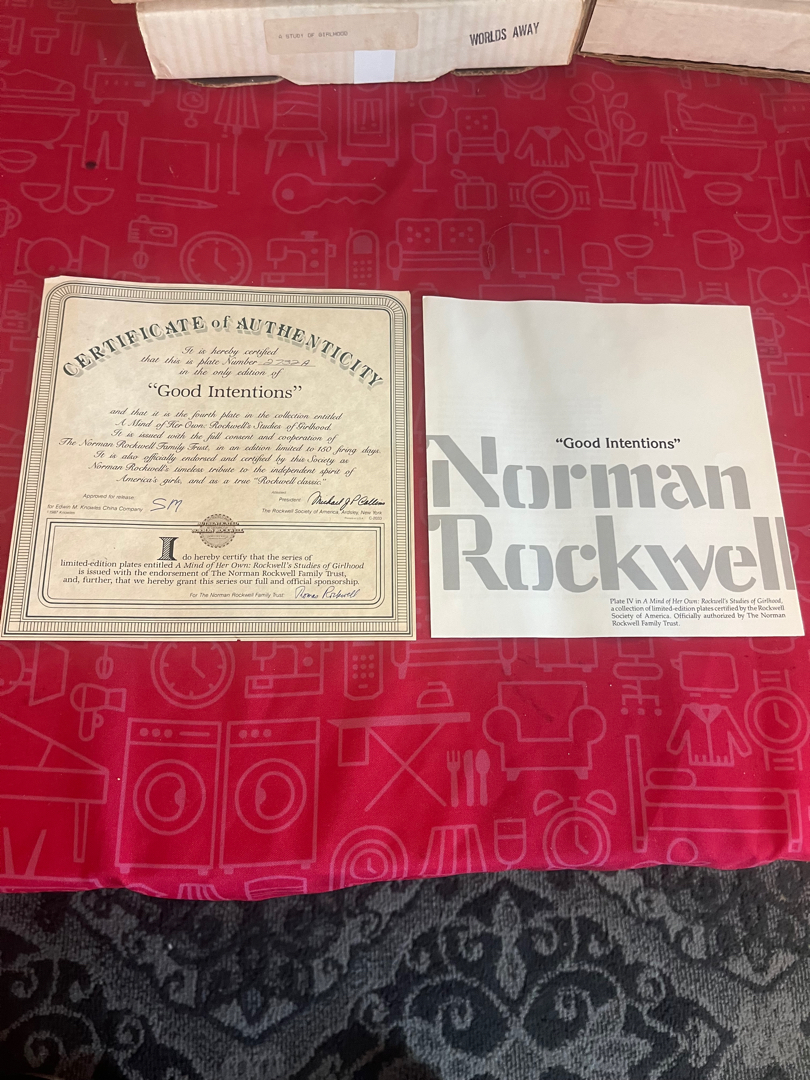 A STUDY OF GIRLHOOD
WORLDS AWAY
CERTIFICATE of AUTHENTICITY
It is hereby certified
that this is plate Number
in the only edition of
“Good Intentions”
and that it is the fourth plate in the collection entitled
A Mind of Her Own: Rockwell's Studies of Girlhood.
It is issued with the full consent and cooperation of
The Norman Rockwell Family Trust, in an edition limited to 150 firing days.
It is also officially endorsed and certified by this Society as
Norman Rockwell's timeless tribute to the independent spirit of
America's girls, and as a true "Rockwell classic."
Approved for release: SM
for Edwin M. Knowles China Company
Attested:
President: Michael J.P. Collins
The Rockwell Society of America, Ardsley, New York
I do hereby certify that the series of
limited-edition plates entitled A Mind of Her Own: Rockwell's Studies of Girlhood
is issued with the endorsement of The Norman Rockwell Family Trust,
and, further, that we hereby grant this series our full and official sponsorship.
For The Norman Rockwell Family Trust: Thomas Rockwell
“Good Intentions”
Norman
Rockwell
Plate IV in A Mind of Her Own: Rockwell's Studies of Girlhood,
a collection of limited-edition plates certified by the Rockwell
Society of America. Officially authorized by The Norman
Rockwell Family Trust.